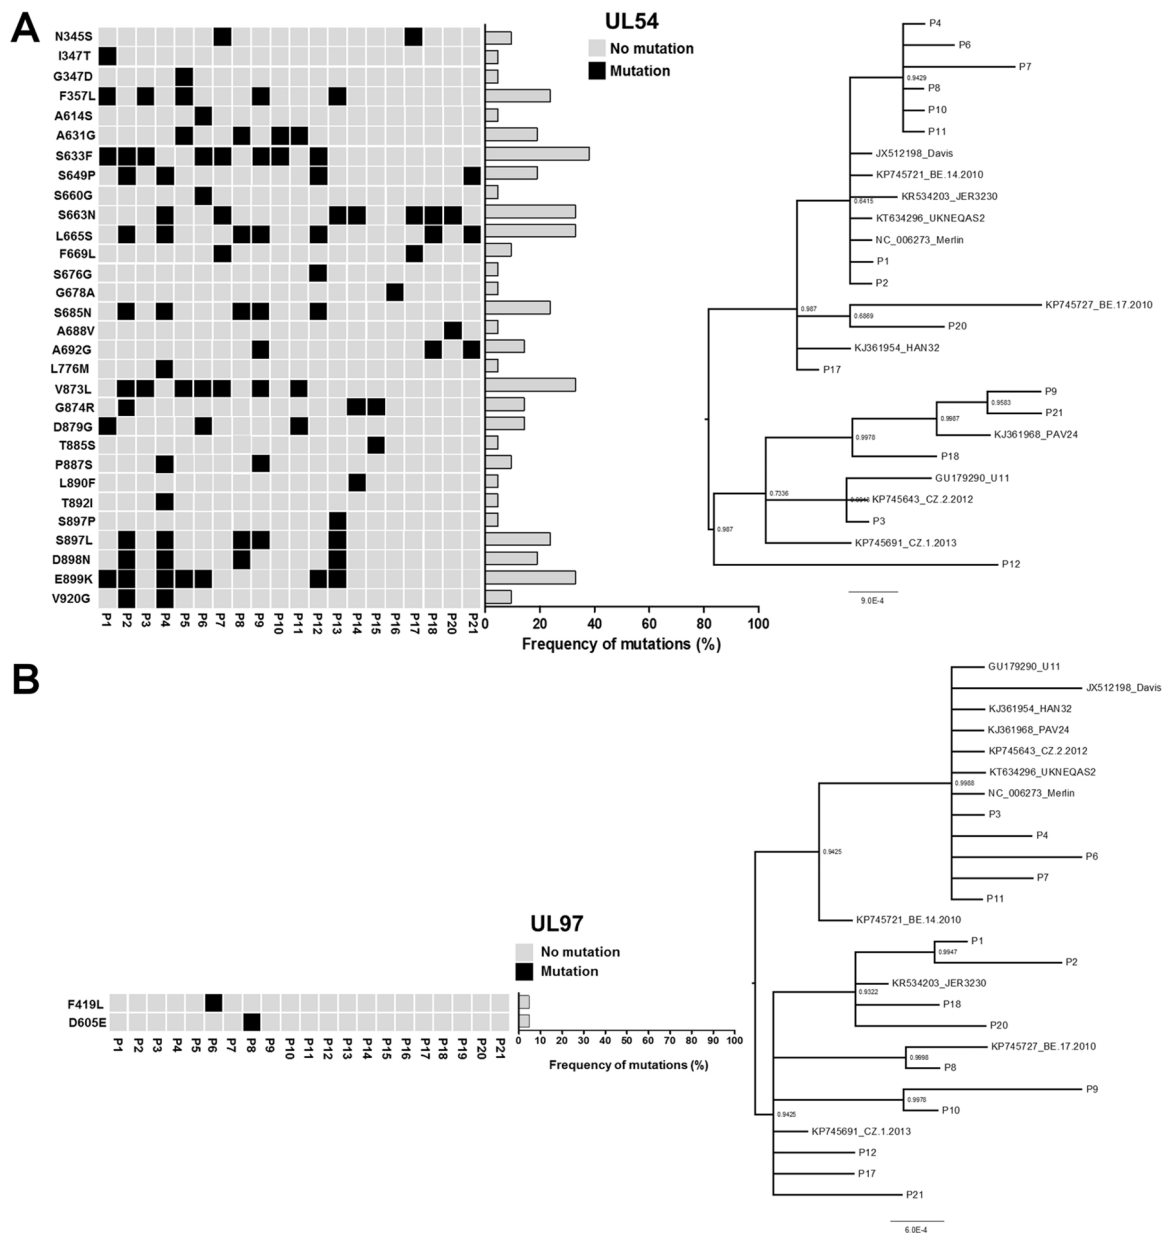 A
UL54
No mutation
Mutation
N345S
I347T
G347D
F357L
A614S
A631G
S633F
S649P
S660G
S663N
L665S
F669L
S676G
G678A
S685N
A688V
A692G
L776M
V873L
G874R
D879G
T885S
P887S
L890F
T892I
S897P
S897L
D898N
E899K
V920G
P1 P2 P3 P4 P5 P6 P7 P8 P9 P10 P11 P12 P13 P14 P15 P16 P17 P18 P20 P21
0 20 40 60 80 100
Frequency of mutations (%)
P4
P6
P7
0.9429
P8
P10
P11
JX512198_Davis
KP745721_BE.14.2010
0.6415
KR534203_JER3230
KT634296_UKNEQAS2
NC_006273_Merlin
P1
P2
0.987
KP745727_BE.17.2010
0.6869
P20
KJ361954_HAN32
P17
P9
0.9583
P21
0.9987
KJ361968_PAV24
0.9978
P18
GU179290_U11
0.7336
KP745643_CZ.2.2012
P3
0.987
KP745691_CZ.1.2013
P12
9.0E-4
B
UL97
No mutation
Mutation
F419L
D605E
P1 P2 P3 P4 P5 P6 P7 P8 P9 P10 P11 P12 P13 P14 P15 P16 P17 P18 P19 P20 P21
0 10 20 30 40 50 60 70 80 90 100
Frequency of mutations (%)
GU179290_U11
JX512198_Davis
KJ361954_HAN32
KJ361968_PAV24
KP745643_CZ.2.2012
KT634296_UKNEQAS2
0.9988
NC_006273_Merlin
P3
P4
0.9425
P6
P7
P11
KP745721_BE.14.2010
P1
0.9947
P2
KR534203_JER3230
0.9322
P18
P20
KP745727_BE.17.2010
0.9998
P8
P9
0.9978
P10
0.9425
KP745691_CZ.1.2013
P12
P17
P21
6.0E-4